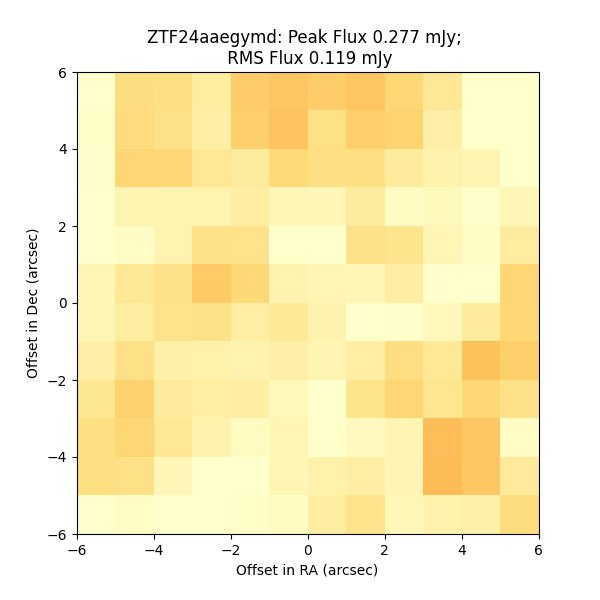 ZTF24aaegymd: Peak Flux 0.277 mJy;
RMS Flux 0.119 mJy
6
4
2
0
−2
−4
−6
Offset in Dec (arcsec)
−6 −4 −2 0 2 4 6
Offset in RA (arcsec)